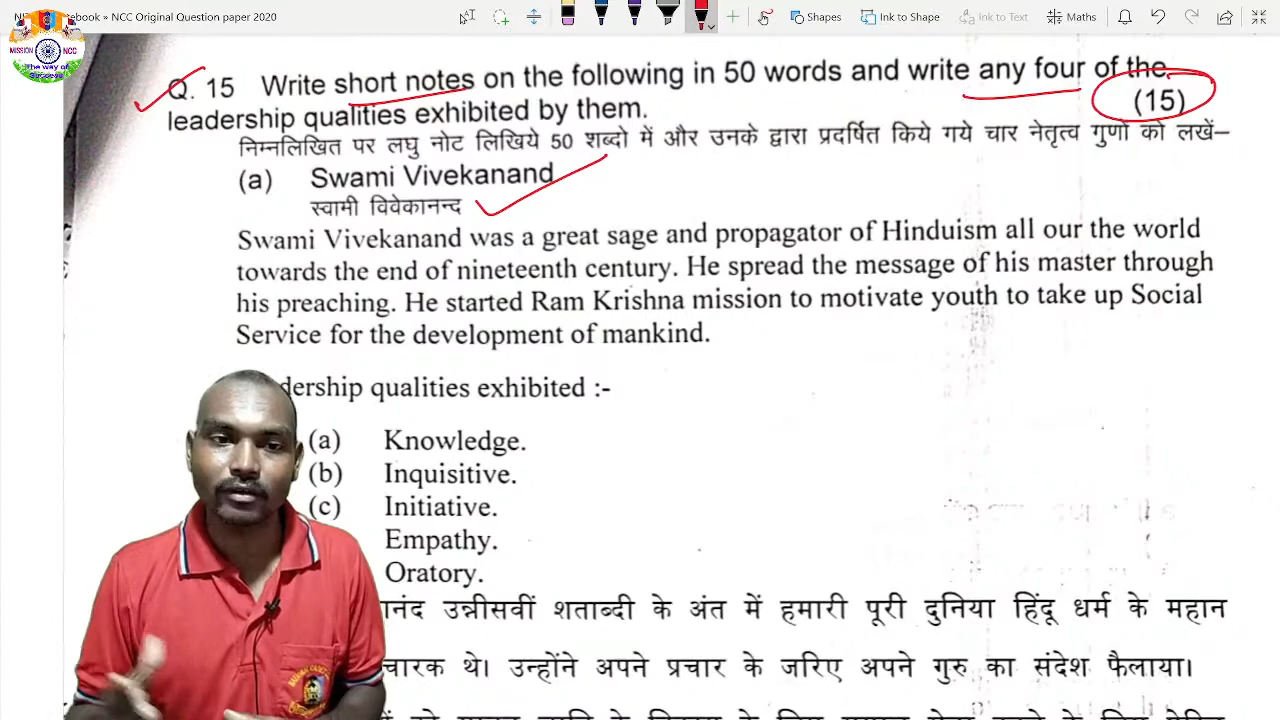 ebook » NCC Original Question paper 2020
Shapes
Ink to Shape
Ink to Text
Maths
MISSION NCC
The way of
Success
Q. 15 Write short notes on the following in 50 words and write any four of the
leadership qualities exhibited by them. (15)
निम्नलिखित पर लघु नोट लिखिये 50 शब्दो में और उनके द्वारा प्रदर्षित किये गये चार नेतृत्व गुणो को लखें–
(a) Swami Vivekanand
स्वामी विवेकानन्द
Swami Vivekanand was a great sage and propagator of Hinduism all our the world
towards the end of nineteenth century. He spread the message of his master through
his preaching. He started Ram Krishna mission to motivate youth to take up Social
Service for the development of mankind.
dership qualities exhibited :-
(a) Knowledge.
(b) Inquisitive.
(c) Initiative.
Empathy.
Oratory.
ानंद उन्नीसवीं शताब्दी के अंत में हमारी पूरी दुनिया हिंदू धर्म के महान
चारक थे। उन्होंने अपने प्रचार के जरिए अपने गुरु का संदेश फैलाया।